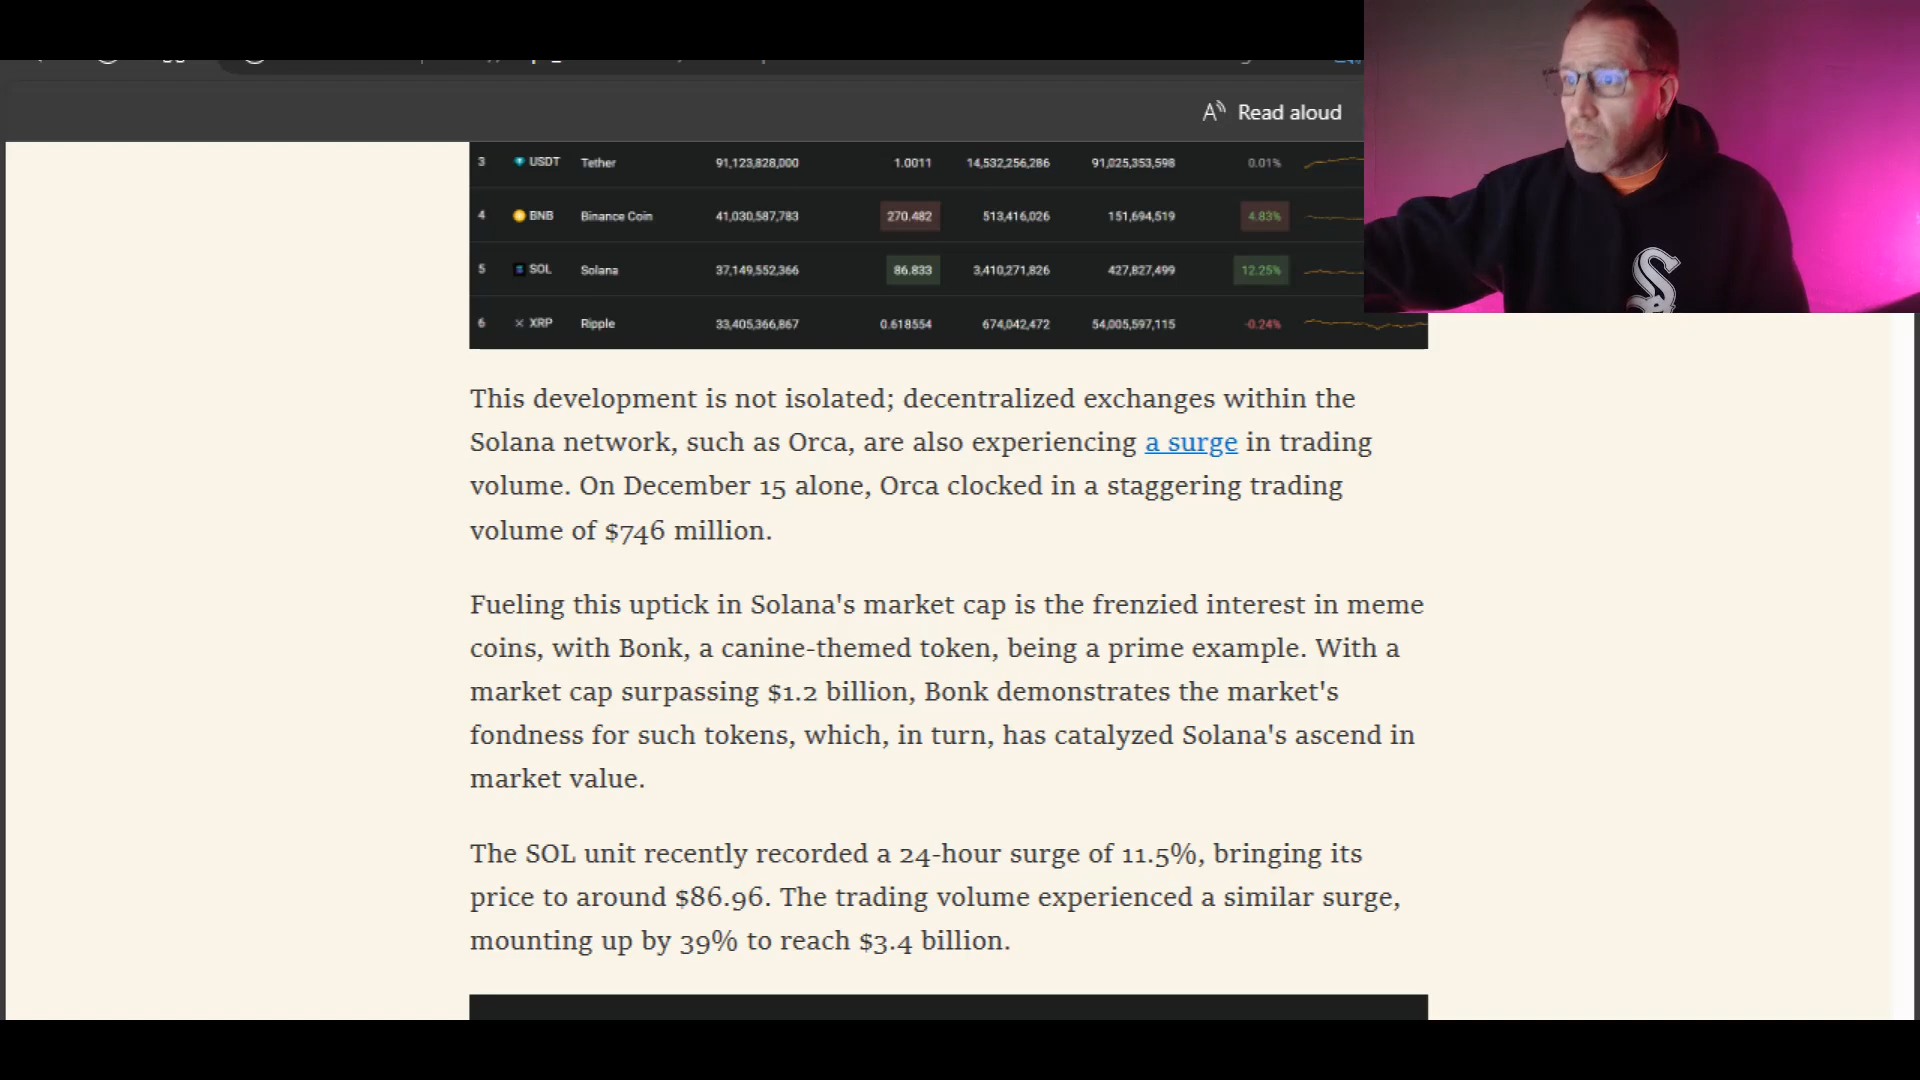 Read aloud
3 USDT Tether 91,123,828,000 1.0011 14,532,256,286 91,025,353,598 0.01%
4 BNB Binance Coin 41,030,587,783 270.482 513,416,026 151,694,519 4.83%
5 SOL Solana 37,149,552,366 86.833 3,410,271,826 427,827,499 12.25%
6 XRP Ripple 33,405,366,867 0.618554 674,042,472 54,005,597,115 -0.24%
This development is not isolated; decentralized exchanges within the
Solana network, such as Orca, are also experiencing a surge in trading
volume. On December 15 alone, Orca clocked in a staggering trading
volume of $746 million.
Fueling this uptick in Solana's market cap is the frenzied interest in meme
coins, with Bonk, a canine-themed token, being a prime example. With a
market cap surpassing $1.2 billion, Bonk demonstrates the market's
fondness for such tokens, which, in turn, has catalyzed Solana's ascend in
market value.
The SOL unit recently recorded a 24-hour surge of 11.5%, bringing its
price to around $86.96. The trading volume experienced a similar surge,
mounting up by 39% to reach $3.4 billion.